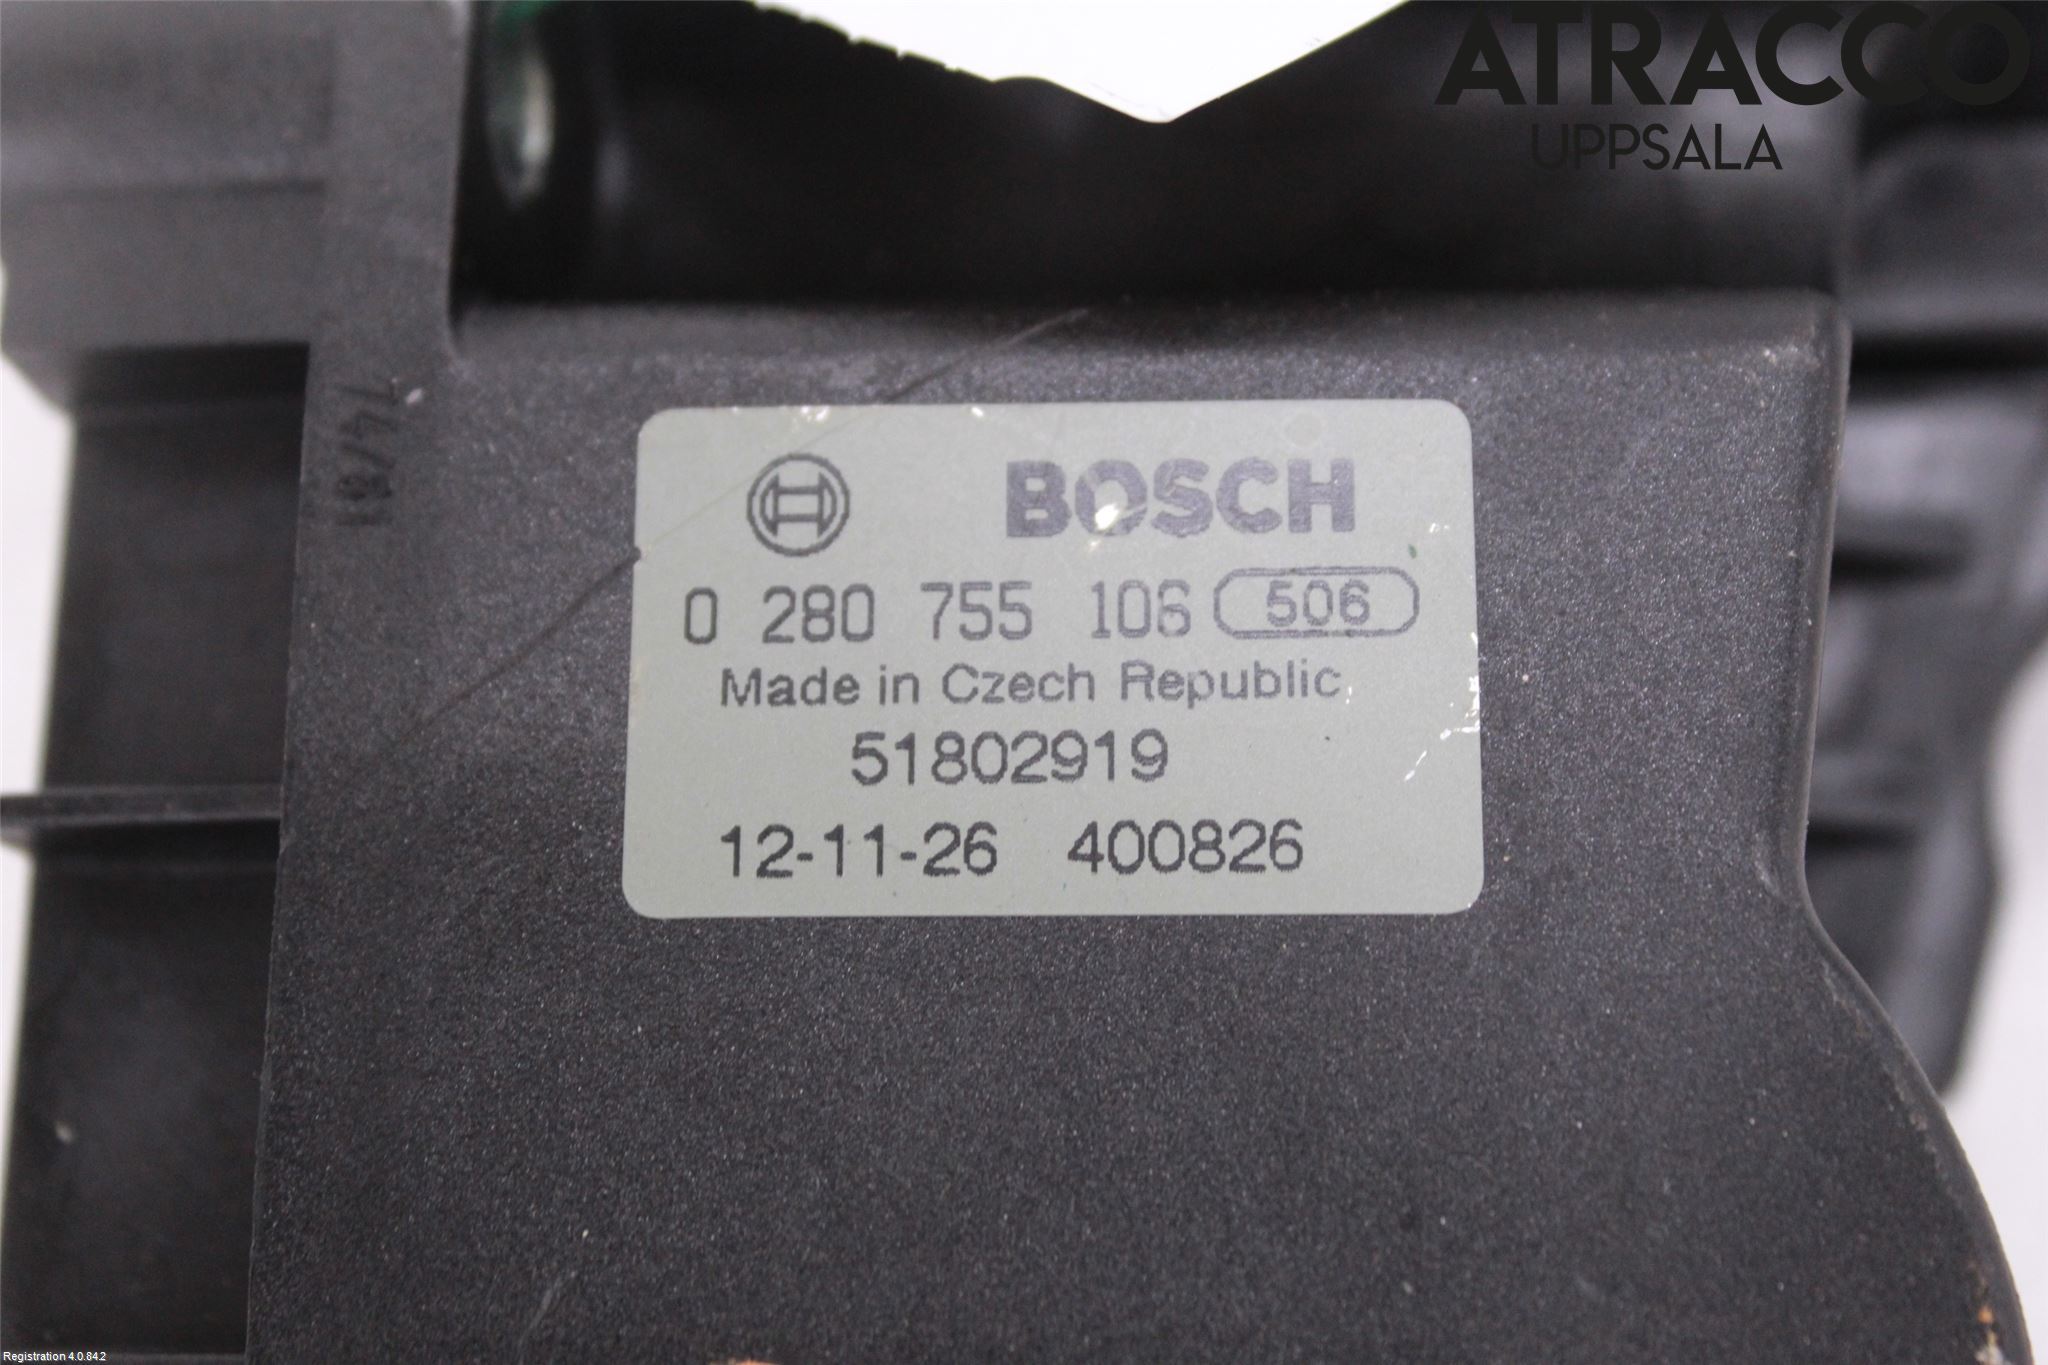 ATRACCO
UPPSALA
BOSCH
0 280 755 106 506
Made in Czech Republic
51802919
12-11-26 400826
Registration 4.0.84.2